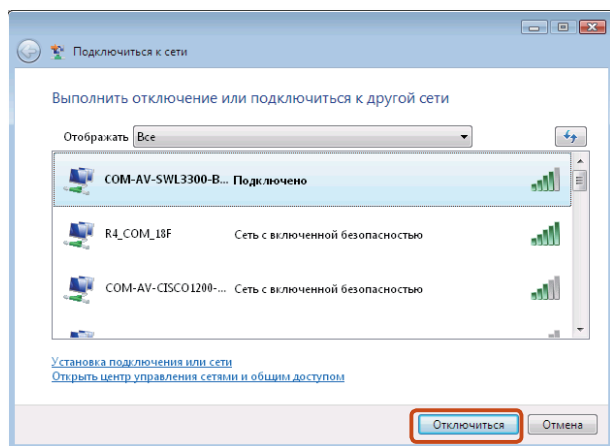 Подключиться к сети
Выполнить отключение или подключиться к другой сети
Отображать Все
COM-AV-SWL3300-B... Подключено
R4_COM_18F Сеть с включенной безопасностью
COM-AV-CISCO1200-... Сеть с включенной безопасностью
Установка подключения или сети
Открыть центр управления сетями и общим доступом
Отключиться Отмена